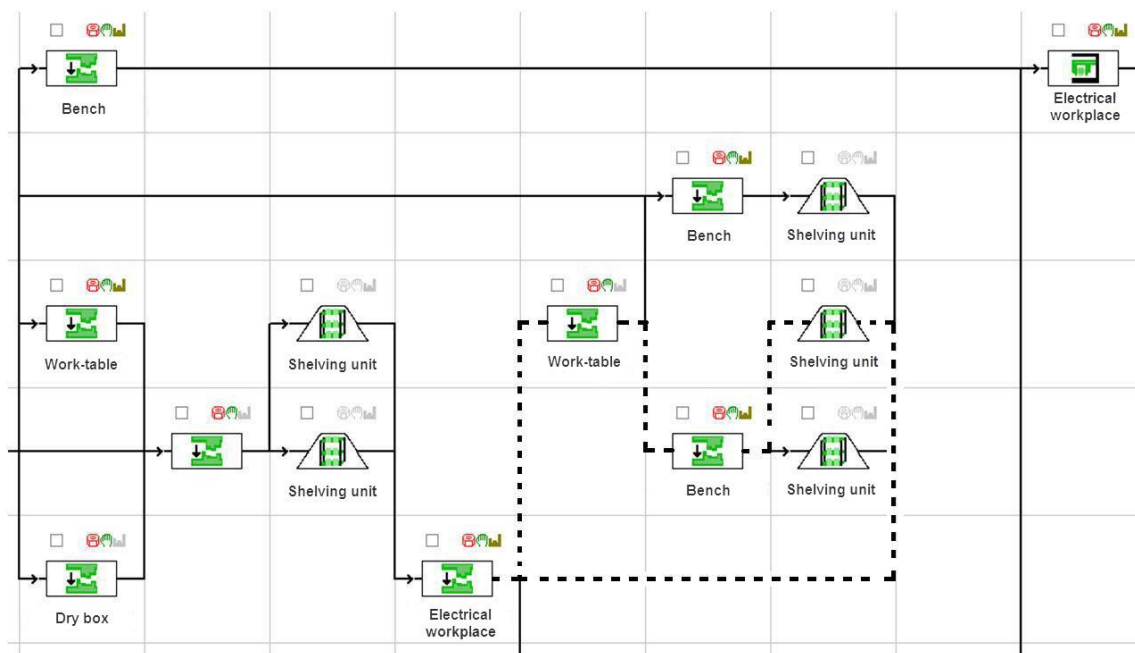 Bench
Electrical
workplace
Bench
Shelving unit
Work-table
Shelving unit
Work-table
Shelving unit
Shelving unit
Bench
Shelving unit
Dry box
Electrical
workplace